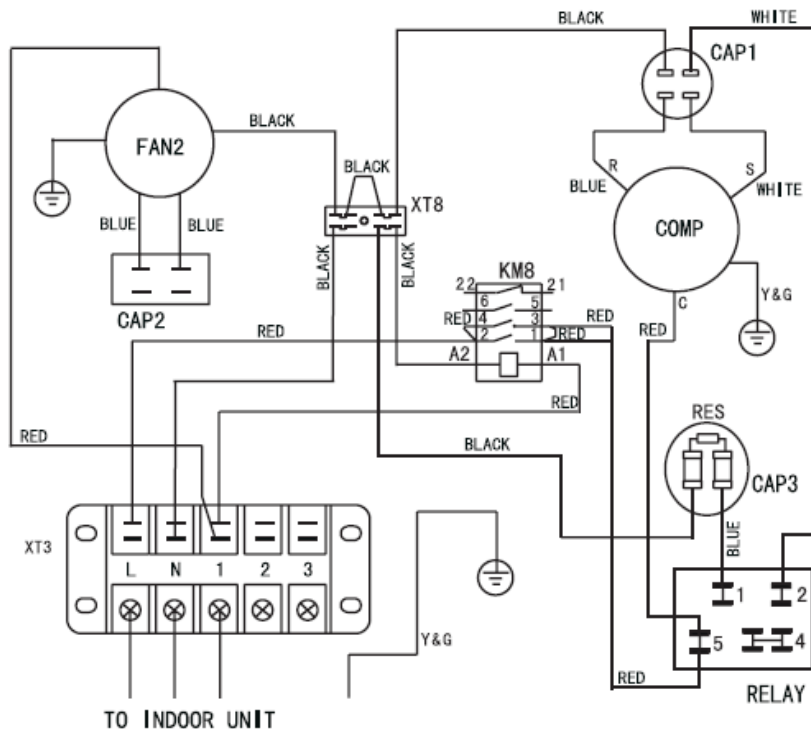 BLACK
WHITE
CAP1
FAN2
BLACK
BLACK
R
S
BLUE
WHITE
XT8
COMP
BLUE
BLUE
BLACK
BLACK
KM8
22
21
6
5
4
3
RED
RED
2
1
RED
Y&G
C
CAP2
RED
RED
A2
A1
RED
RED
BLACK
RES
CAP3
BLUE
XT3
L
N
1
2
3
1
2
5
4
Y&G
RED
RELAY
TO INDOOR UNIT